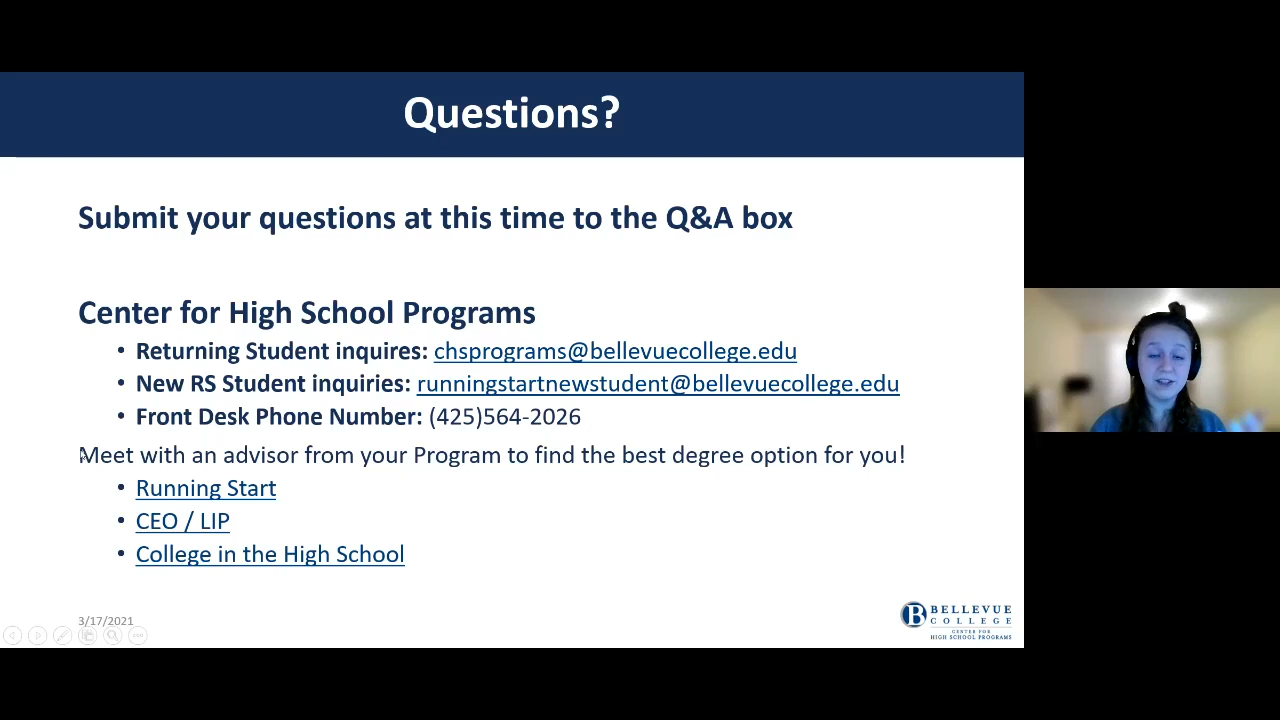 Questions?
Submit your questions at this time to the Q&A box
Center for High School Programs
• Returning Student inquires: chsprograms@bellevuecollege.edu
• New RS Student inquiries: runningstartnewstudent@bellevuecollege.edu
• Front Desk Phone Number: (425)564-2026
Meet with an advisor from your Program to find the best degree option for you!
• Running Start
• CEO / LIP
• College in the High School
3/17/2021
B BELLEVUE
COLLEGE
CENTER FOR
HIGH SCHOOL PROGRAMS